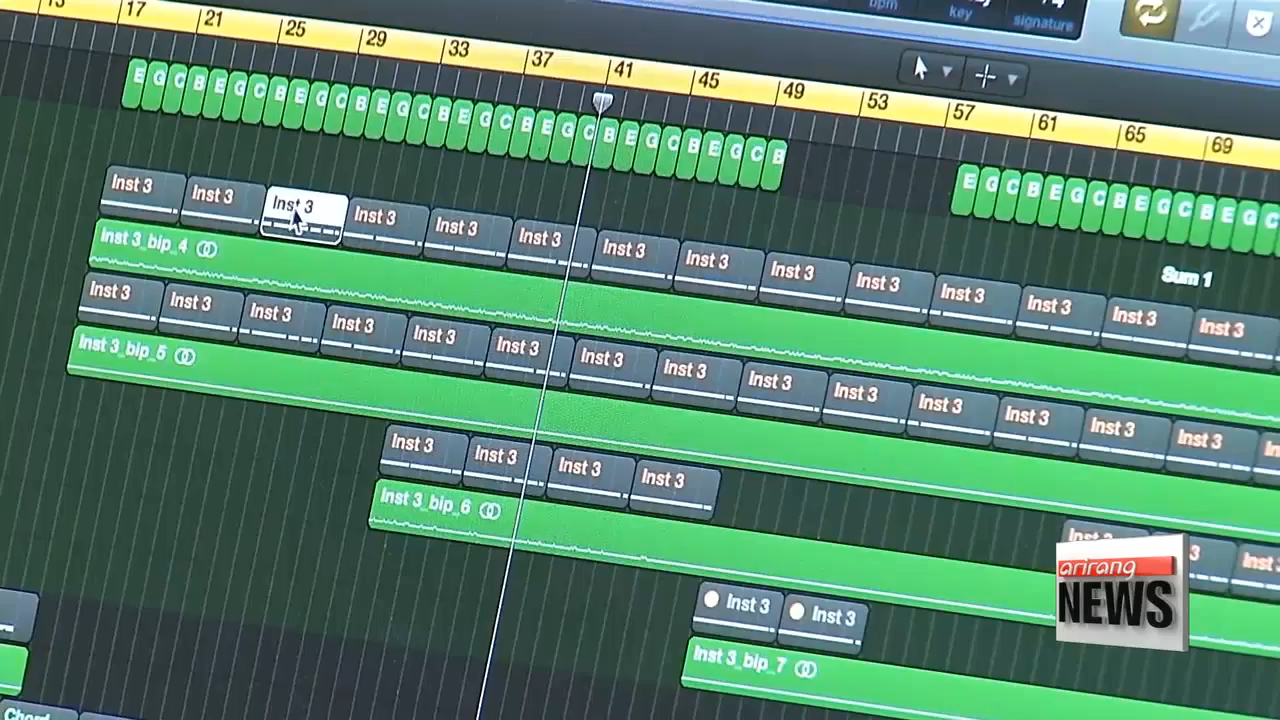 bpm key signature
13 17 21 25 29 33 37 41 45 49 53 57 61 65 69
E G C B E G C B E G C B E G C B E G C B E G C B E G C B E G C B
E G C B E G C B E G C B E G C
Inst 3 Inst 3 Inst 3 Inst 3 Inst 3 Inst 3 Inst 3 Inst 3 Inst 3 Inst 3 Inst 3 Inst 3 Inst 3 Inst 3
Sum 1
Inst 3_bip_4
Inst 3 Inst 3 Inst 3 Inst 3 Inst 3 Inst 3 Inst 3 Inst 3 Inst 3 Inst 3 Inst 3 Inst 3 Inst 3 Inst 3
Inst 3_bip_5
Inst 3 Inst 3 Inst 3 Inst 3
Inst 3_bip_6
Inst 3 3 Inst
Inst 3 Inst 3
Inst 3_bip_7
Chord
arirang
NEWS